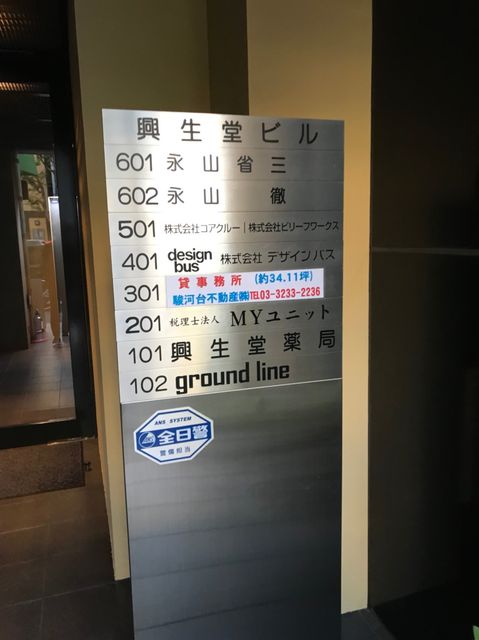 興生堂ビル
601 永山省三
602 永山 徹
501 株式会社コアクルー | 株式会社ビリーフワークス
401 design bus 株式会社 デザインバス
301 貸事務所 (約34.11坪)
駿河台不動産㈱ TEL03-3233-2236
201 税理士法人 MYユニット
101 興生堂薬局
102 ground line
ANS SYSTEM
全日警
警備担当